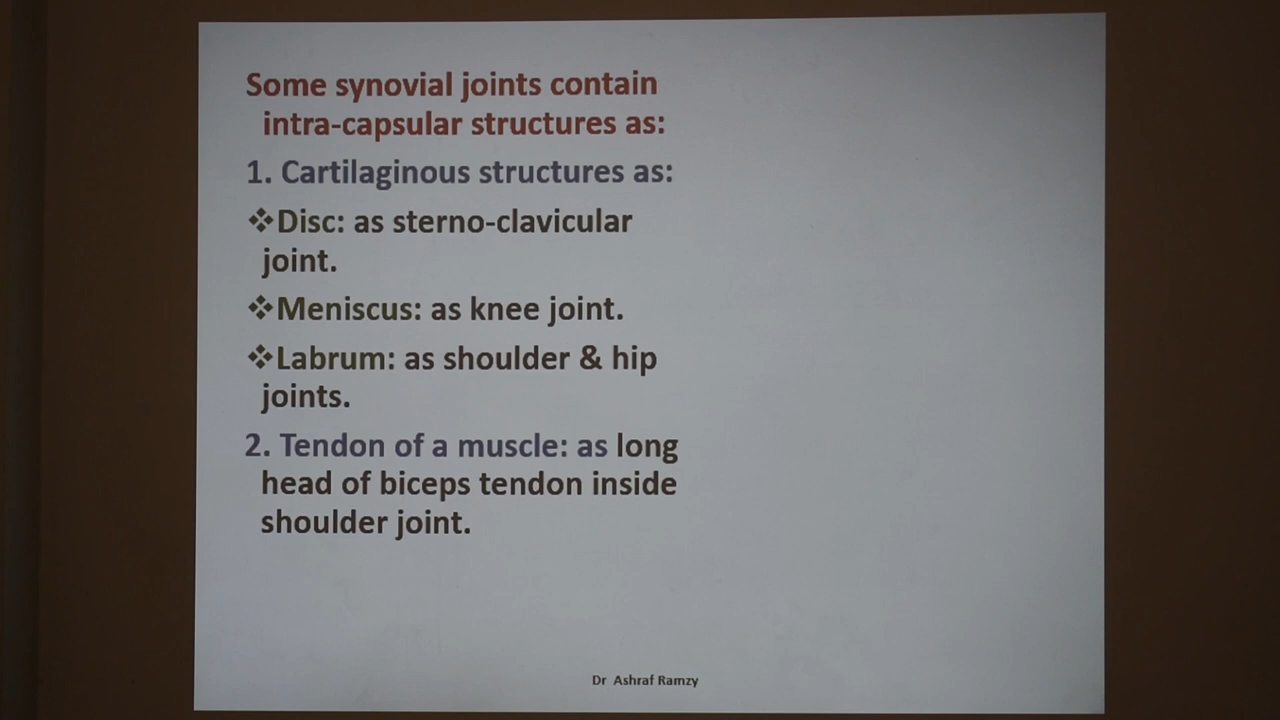 Some synovial joints contain
intra-capsular structures as:
1. Cartilaginous structures as:
❖Disc: as sterno-clavicular
joint.
❖Meniscus: as knee joint.
❖Labrum: as shoulder & hip
joints.
2. Tendon of a muscle: as long
head of biceps tendon inside
shoulder joint.
Dr Ashraf Ramzy